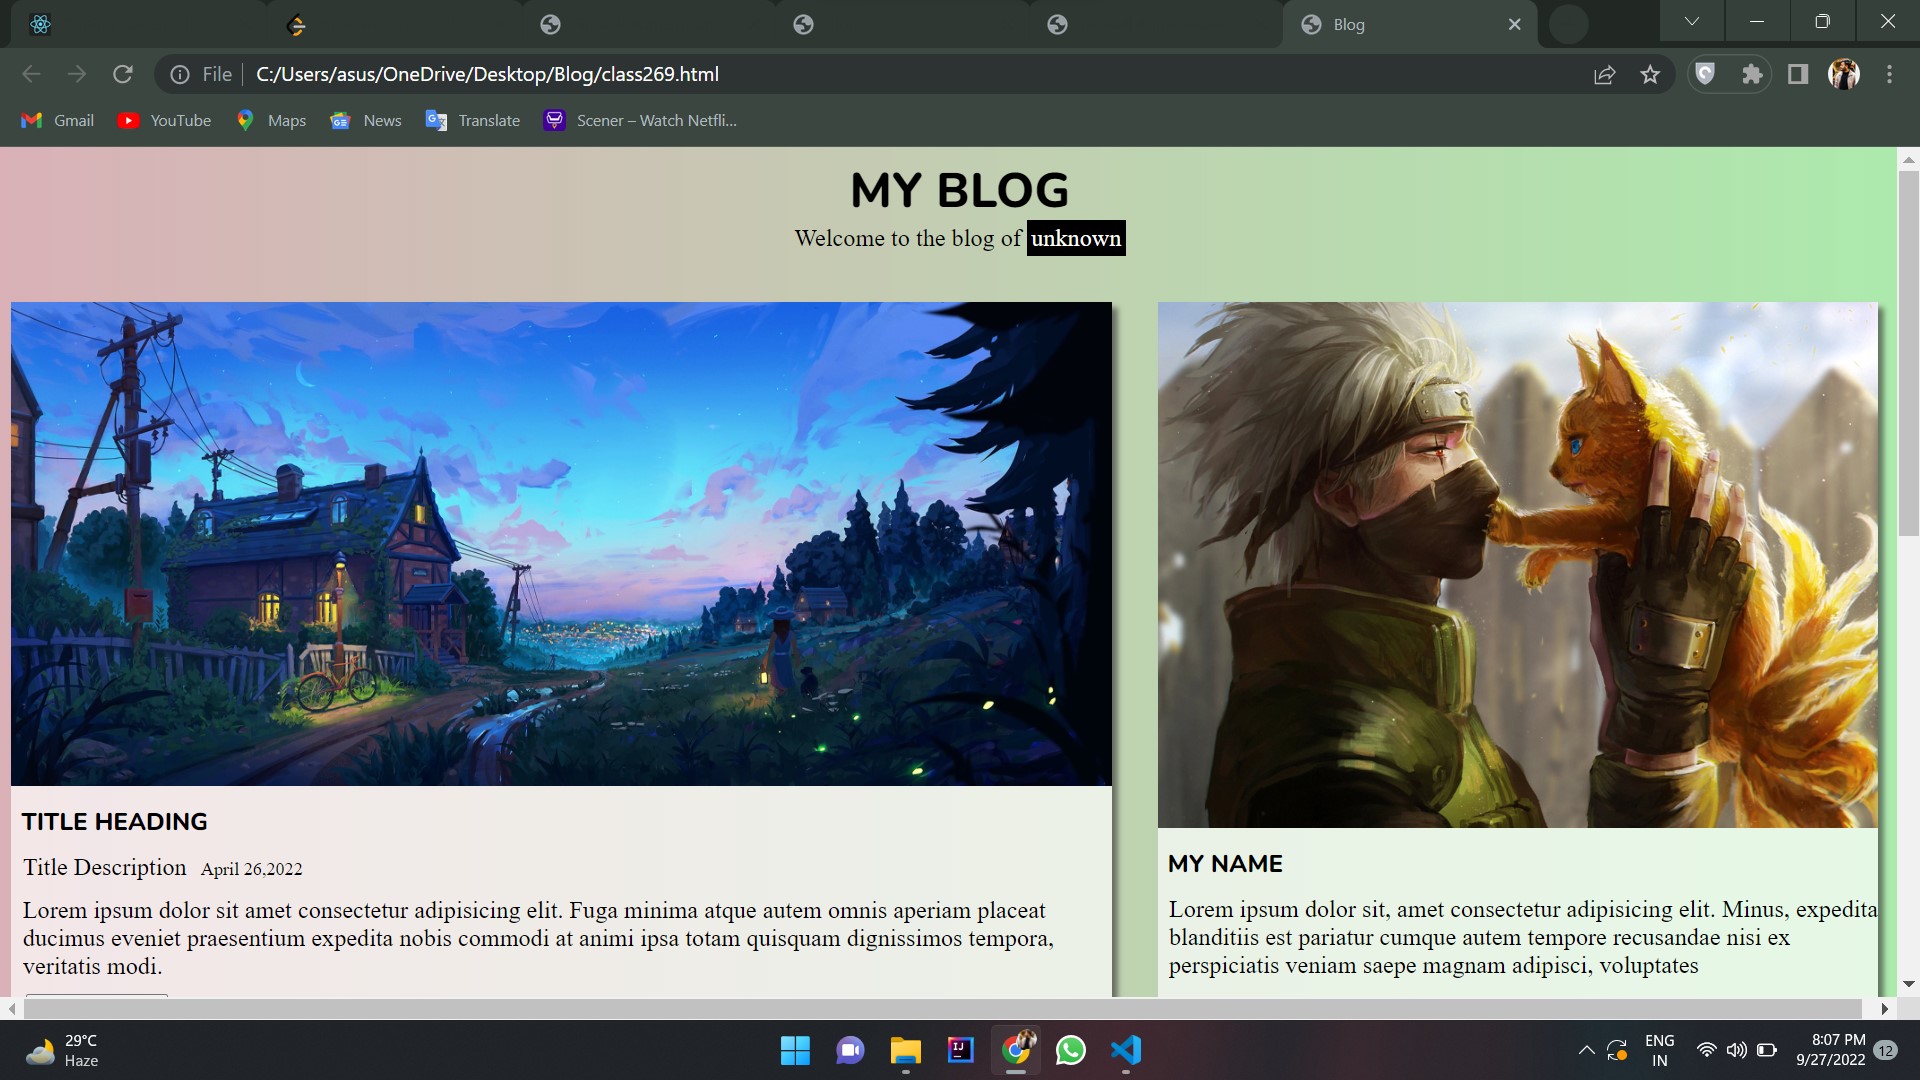 Blog
File
C:/Users/asus/OneDrive/Desktop/Blog/class269.html
Gmail
YouTube
Maps
News
Translate
Scener – Watch Netfli...
MY BLOG
Welcome to the blog of unknown
TITLE HEADING
Title Description April 26,2022
Lorem ipsum dolor sit amet consectetur adipisicing elit. Fuga minima atque autem omnis aperiam placeat
ducimus eveniet praesentium expedita nobis commodi at animi ipsa totam quisquam dignissimos tempora,
veritatis modi.
MY NAME
Lorem ipsum dolor sit, amet consectetur adipisicing elit. Minus, expedita
blanditiis est pariatur cumque autem tempore recusandae nisi ex
perspiciatis veniam saepe magnam adipisci, voluptates
29°C
Haze
IJ
ENG
IN
8:07 PM
9/27/2022
12